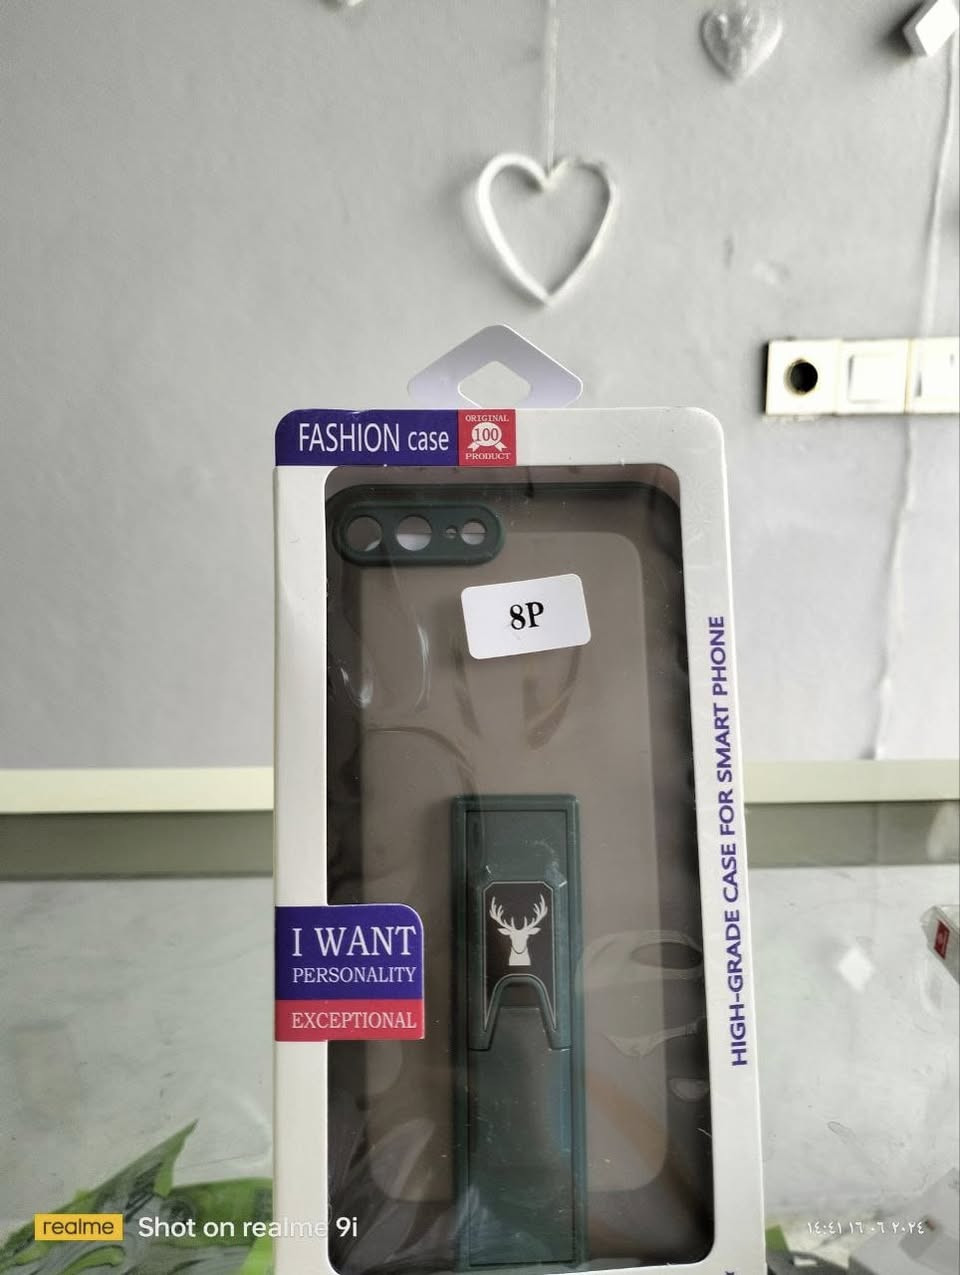 FASHION case
ORIGINAL
100
PRODUCT
8P
HIGH-GRADE CASE FOR SMART PHONE
I WANT
PERSONALITY
EXCEPTIONAL
realme Shot on realme 9i
٢٠٢٤ ٠٦ ١٦ ١٤:٤١